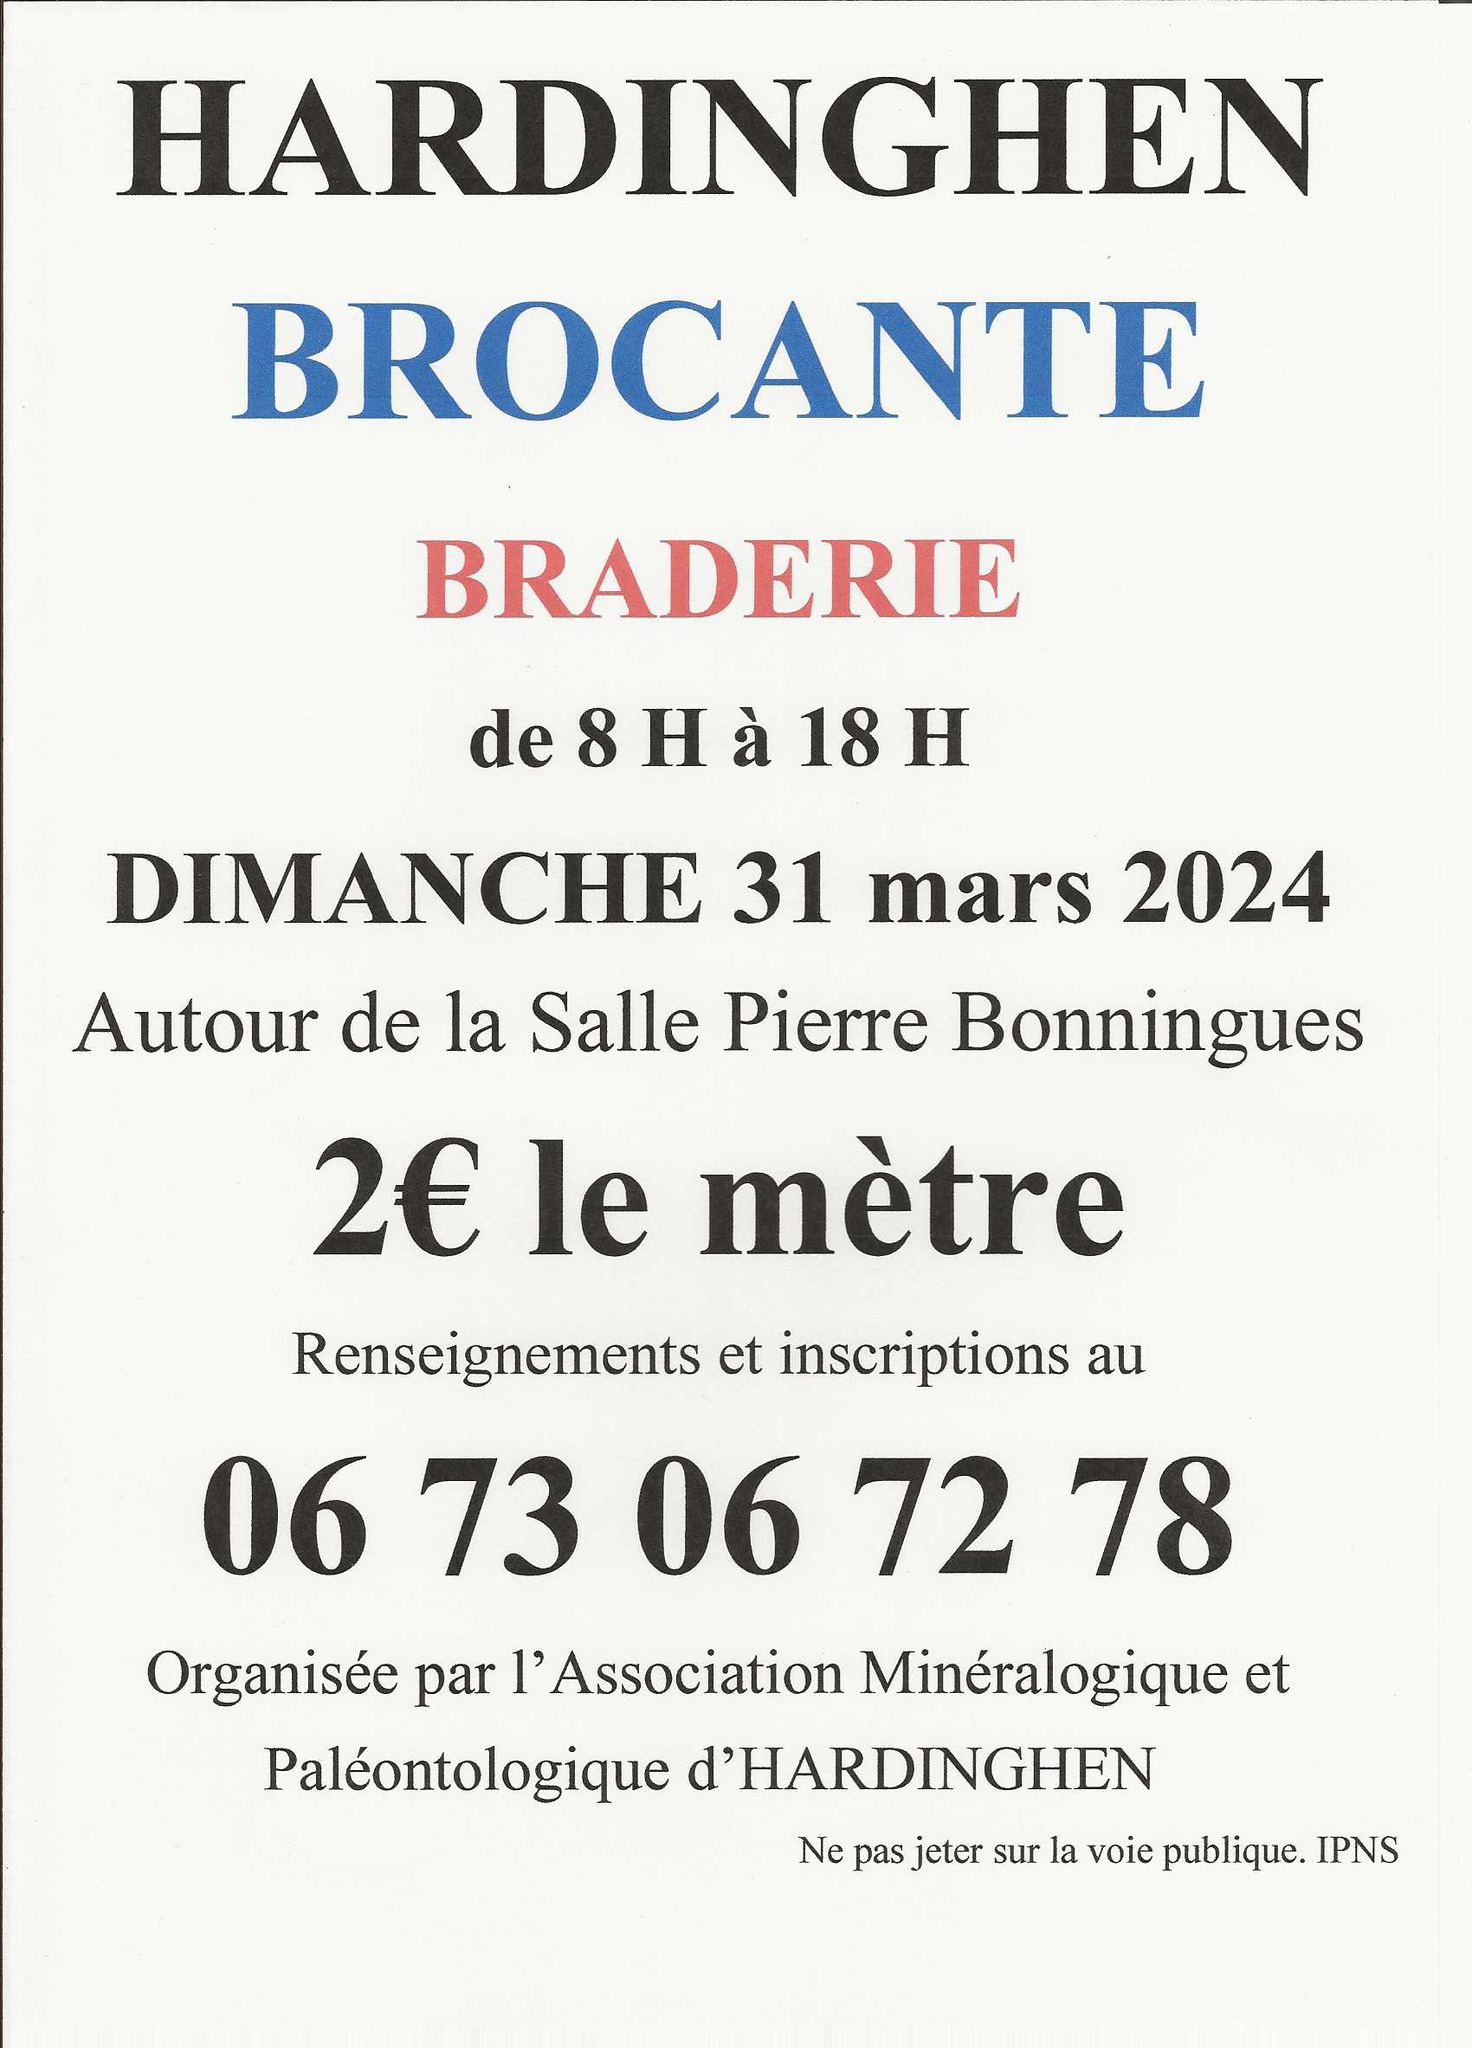 HARDINGHEN
BROCANTE
BRADERIE
de 8 H à 18 H
DIMANCHE 31 mars 2024
Autour de la Salle Pierre Bonningues
2€ le mètre
Renseignements et inscriptions au
06 73 06 72 78
Organisée par l’Association Minéralogique et
Paléontologique d’HARDINGHEN
Ne pas jeter sur la voie publique. IPNS